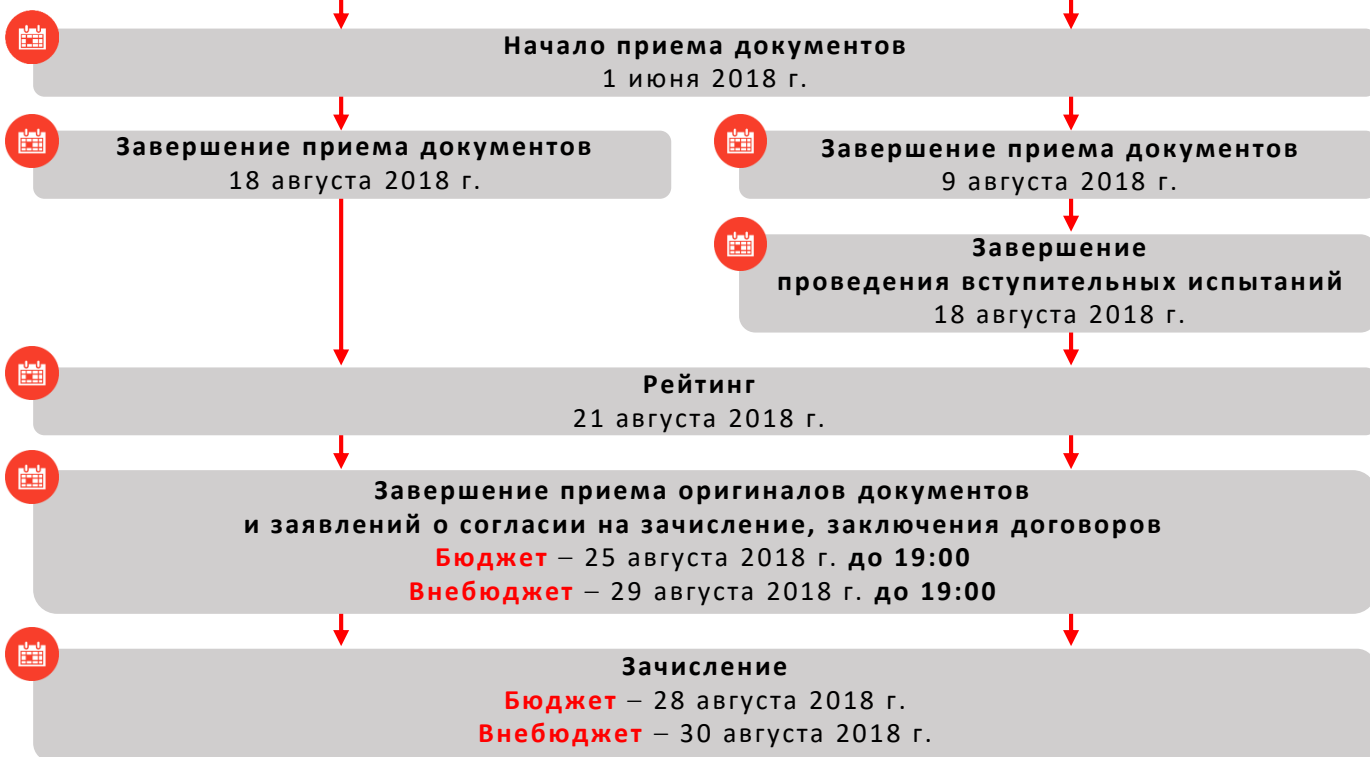 Начало приема документов
1 июня 2018 г.
Завершение приема документов
18 августа 2018 г.
Завершение приема документов
9 августа 2018 г.
Завершение
проведения вступительных испытаний
18 августа 2018 г.
Рейтинг
21 августа 2018 г.
Завершение приема оригиналов документов
и заявлений о согласии на зачисление, заключения договоров
Бюджет – 25 августа 2018 г. до 19:00
Внебюджет – 29 августа 2018 г. до 19:00
Зачисление
Бюджет – 28 августа 2018 г.
Внебюджет – 30 августа 2018 г.